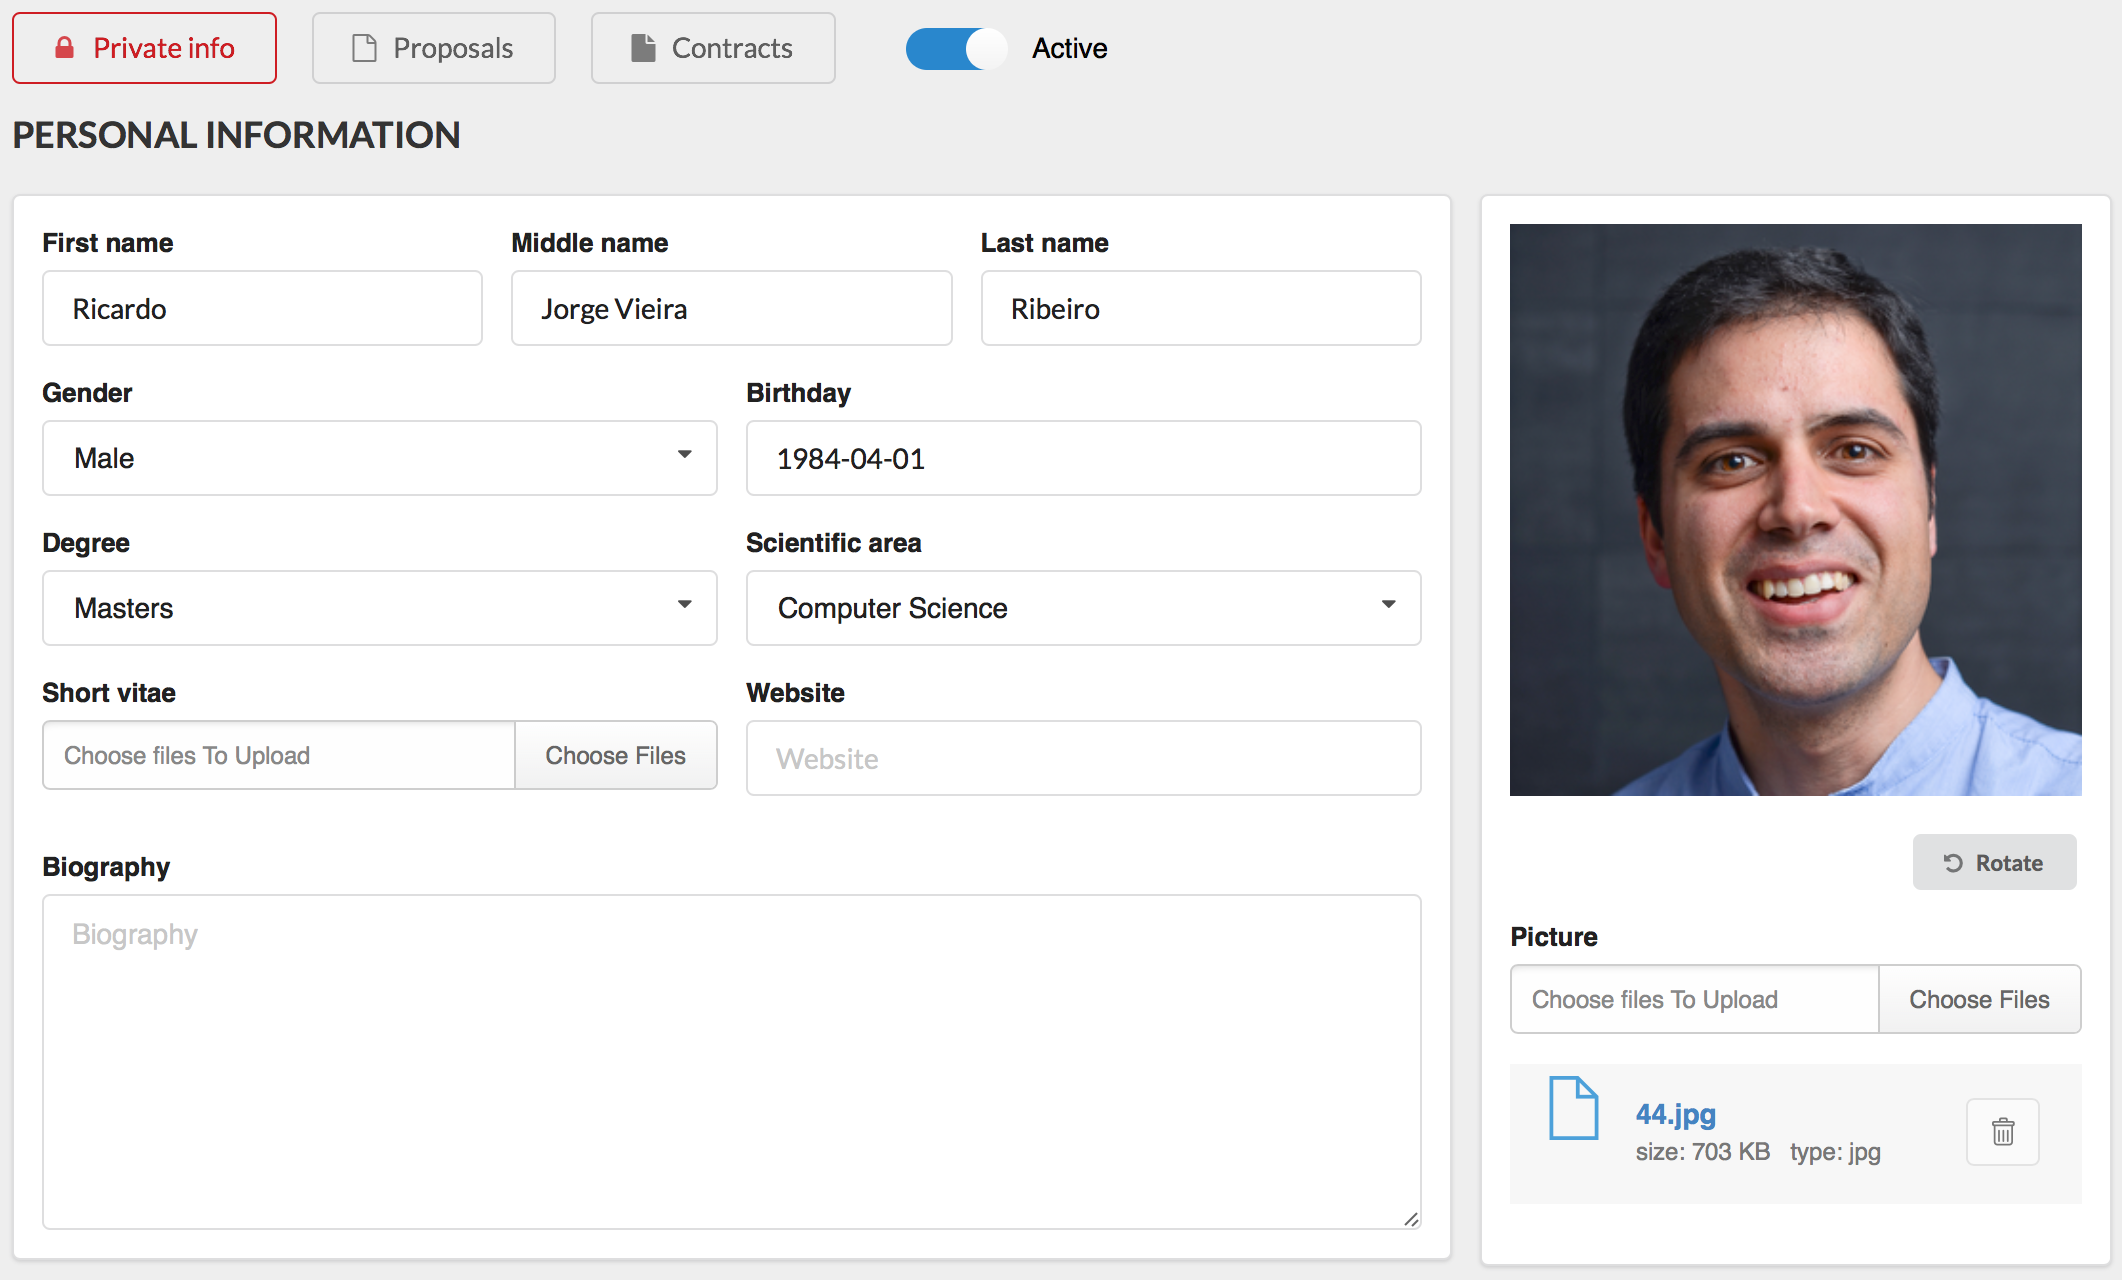 Private info Proposals Contracts Active
PERSONAL INFORMATION
First name Middle name Last name
Ricardo Jorge Vieira Ribeiro
Gender Birthday
Male 1984-04-01
Degree Scientific area
Masters Computer Science
Short vitae Website
Choose files To Upload Choose Files Website
Biography
Biography
Rotate
Picture
Choose files To Upload Choose Files
44.jpg
size: 703 KB type: jpg